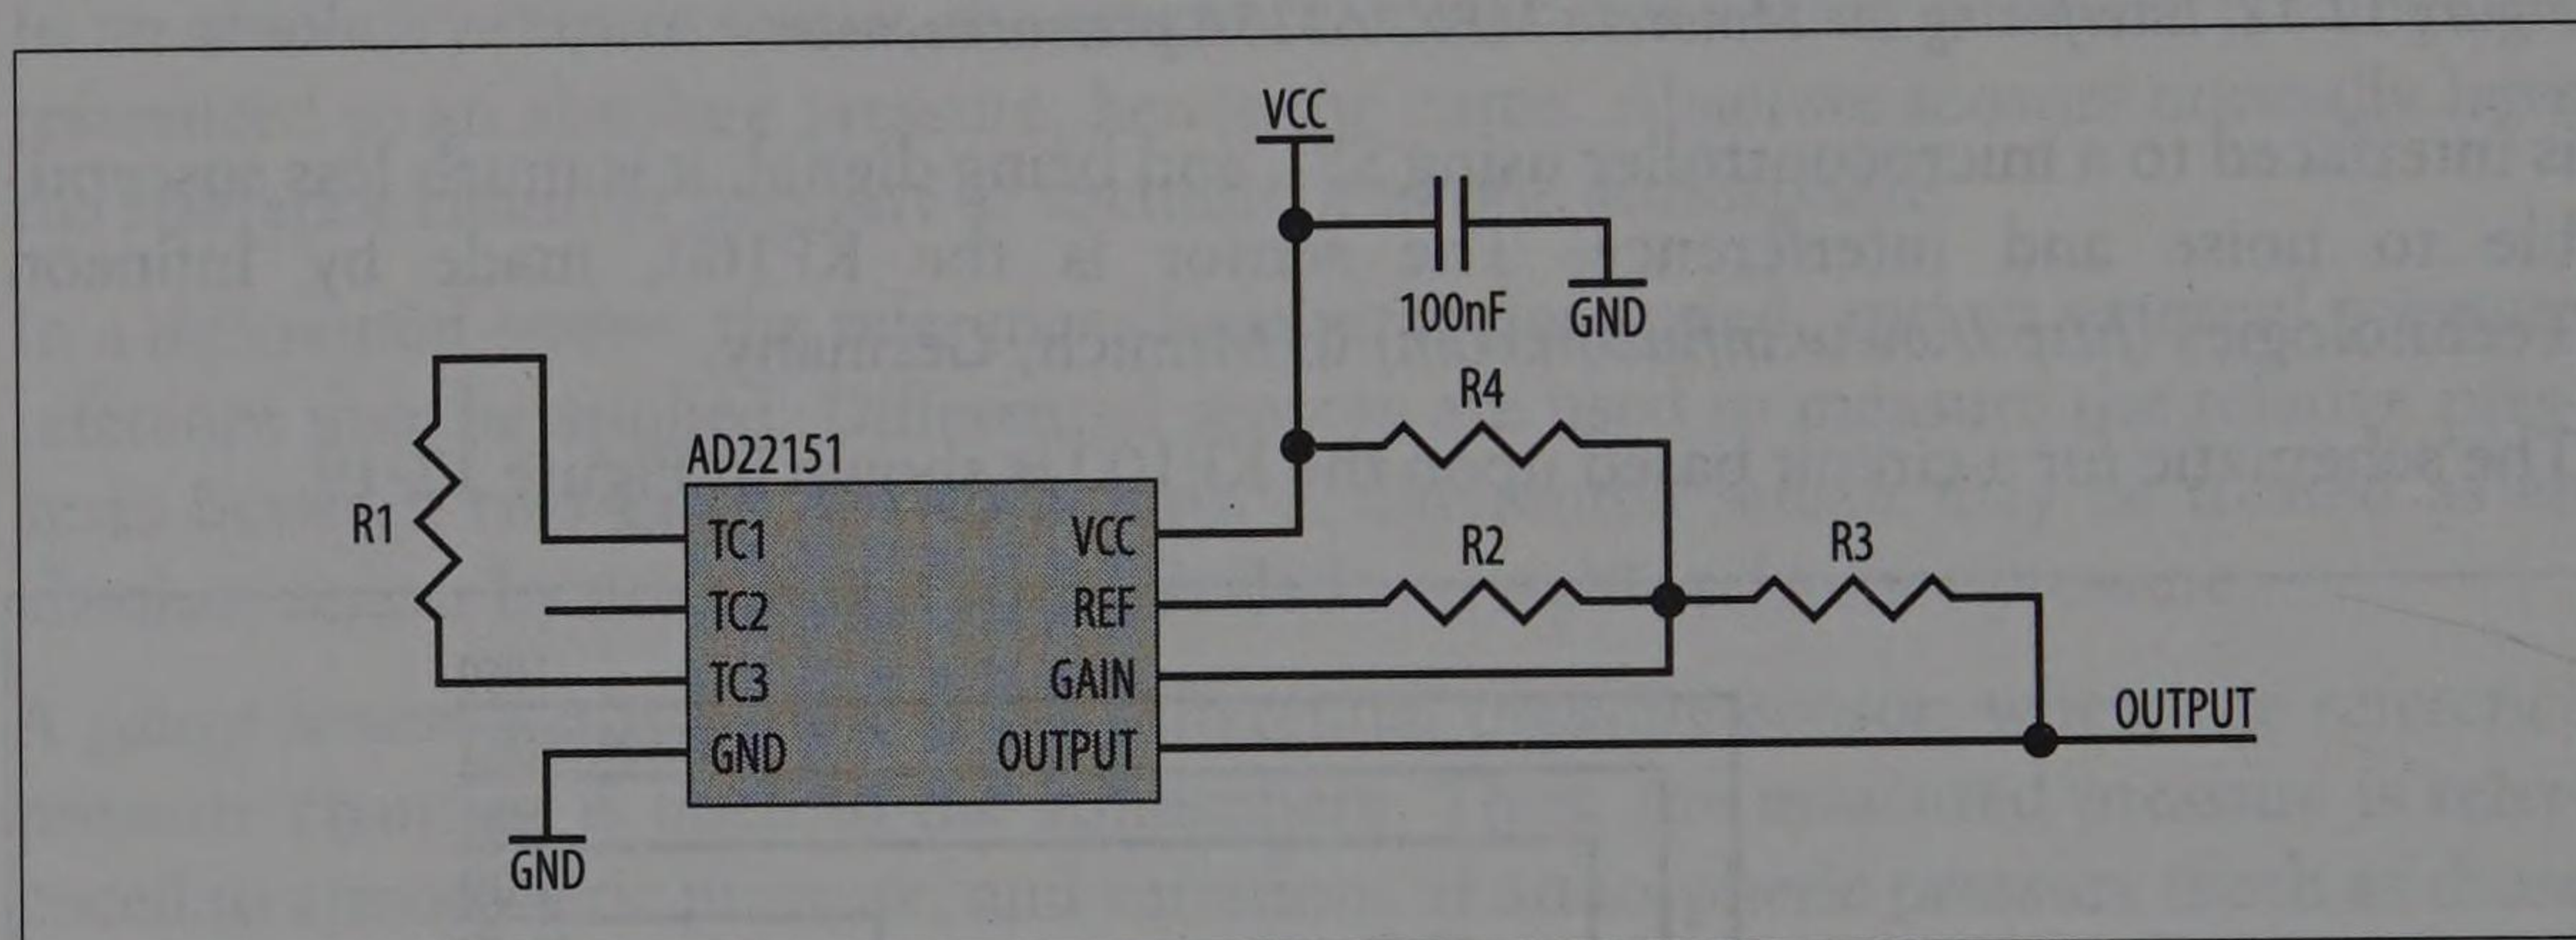 VCC
100nF
GND
R4
AD22151
R1
TC1
VCC
R2
R3
TC2
REF
TC3
GAIN
GND
OUTPUT
OUTPUT
GND